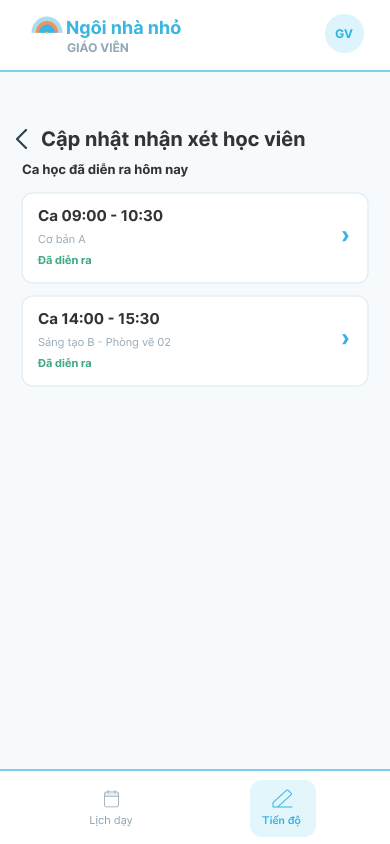 Ngôi nhà nhỏ
GIÁO VIÊN
GV
Cập nhật nhận xét học viên
Ca học đã diễn ra hôm nay
Ca 09:00 - 10:30
Cơ bản A
Đã diễn ra
›
Ca 14:00 - 15:30
Sáng tạo B - Phòng vẽ 02
Đã diễn ra
›
Lịch dạy
Tiến độ